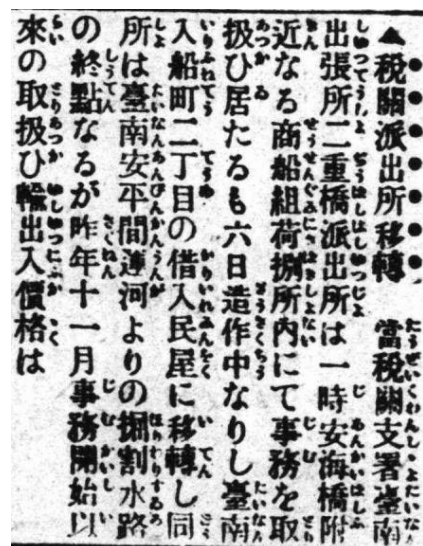 ▲稅關派出所移轉 當稅關支署臺南
出張所二重橋派出所は一時安海橋附
近なる商船組荷捌所内にて事務を取
扱ひ居たるも六日造作中なりし臺南
入船町二丁目の借入民屋に移轉し同
所は臺南安平間運河よりの掘割水路
の終點なるが昨年十一月事務開始以
來の取扱ひ輸出入價格は